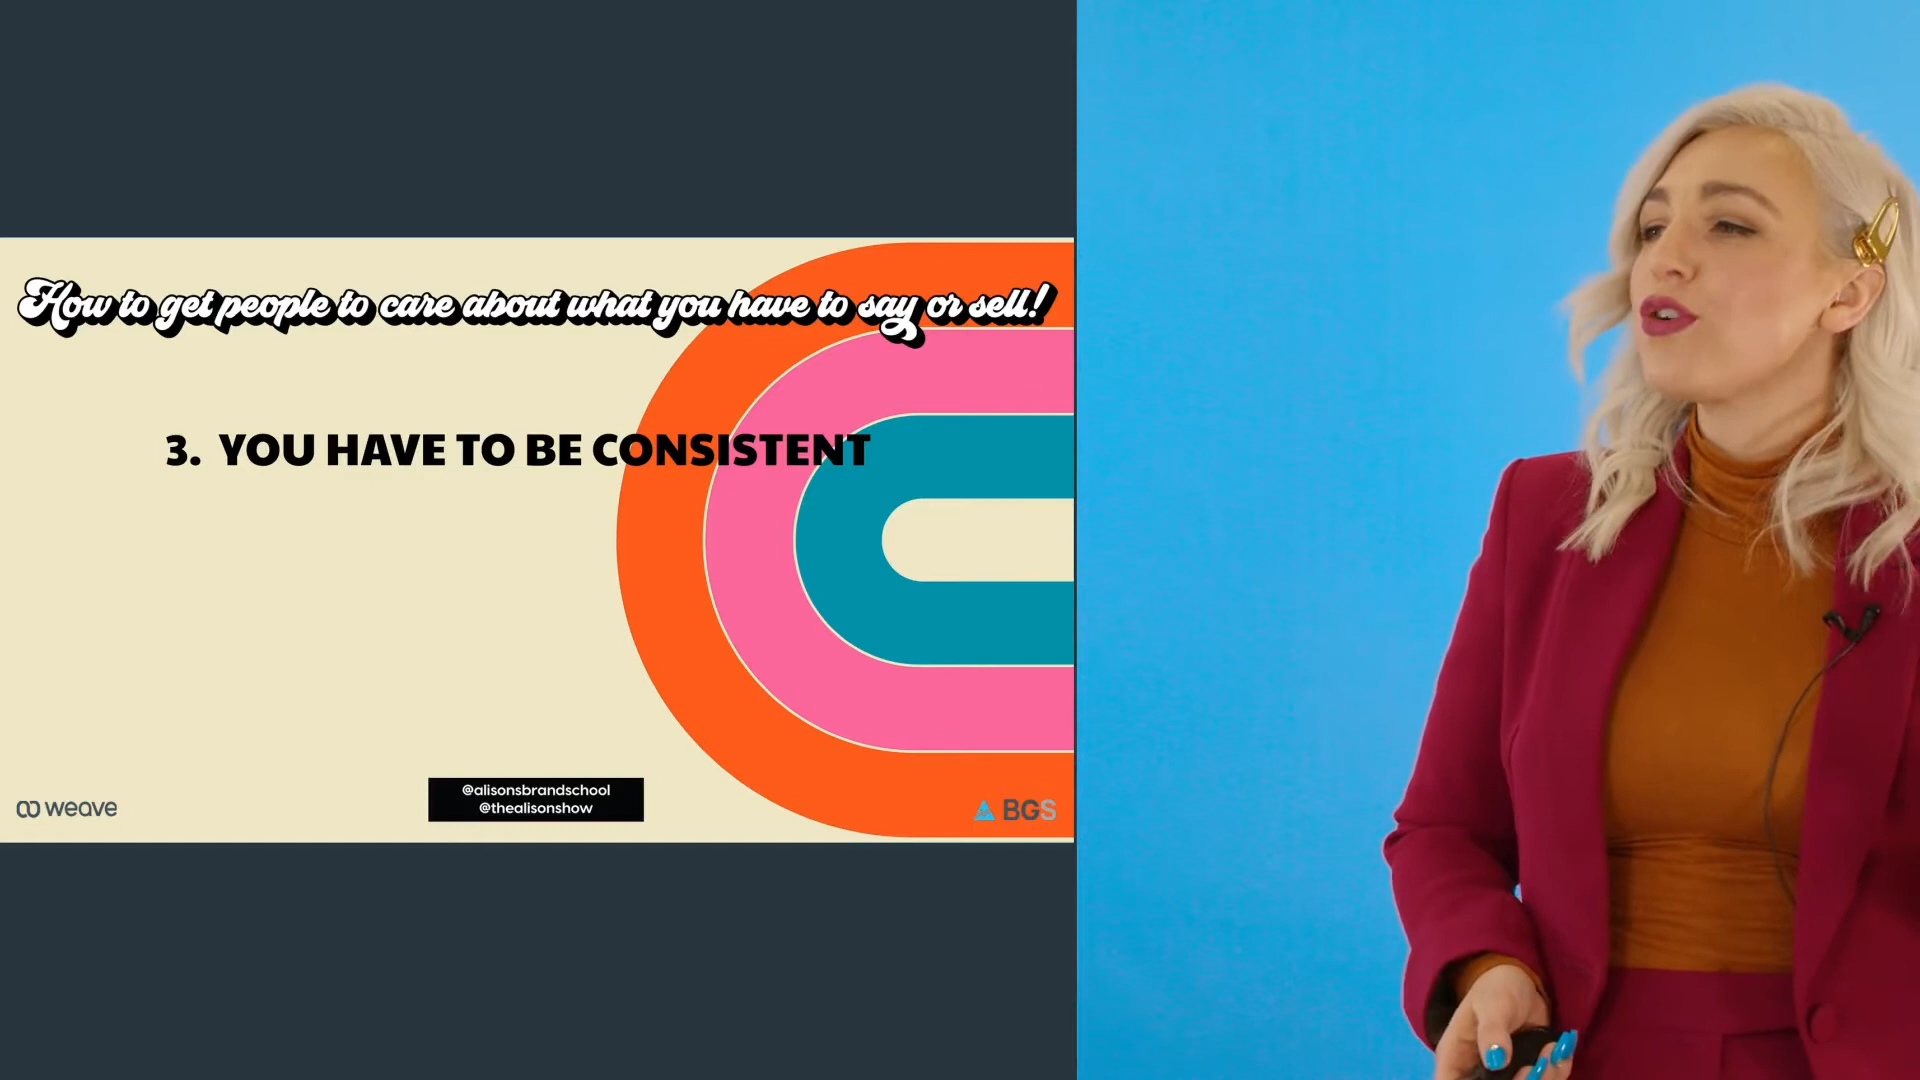 How to get people to care about what you have to say or sell!
3. YOU HAVE TO BE CONSISTENT
weave
@alisonsbrandschool
@thealisonshow
BGS